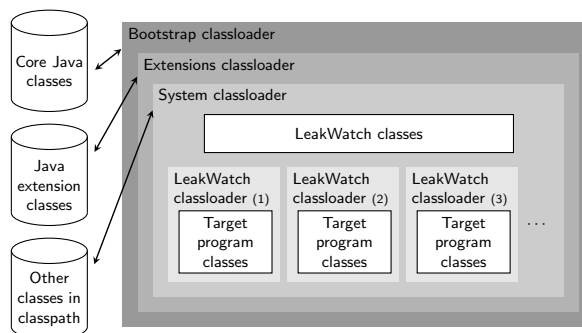 Core Java
classes
Java
extension
classes
Other
classes in
classpath
Bootstrap classloader
Extensions classloader
System classloader
LeakWatch classes
LeakWatch
classloader (1)
Target
program
classes
LeakWatch
classloader (2)
Target
program
classes
LeakWatch
classloader (3)
Target
program
classes
...